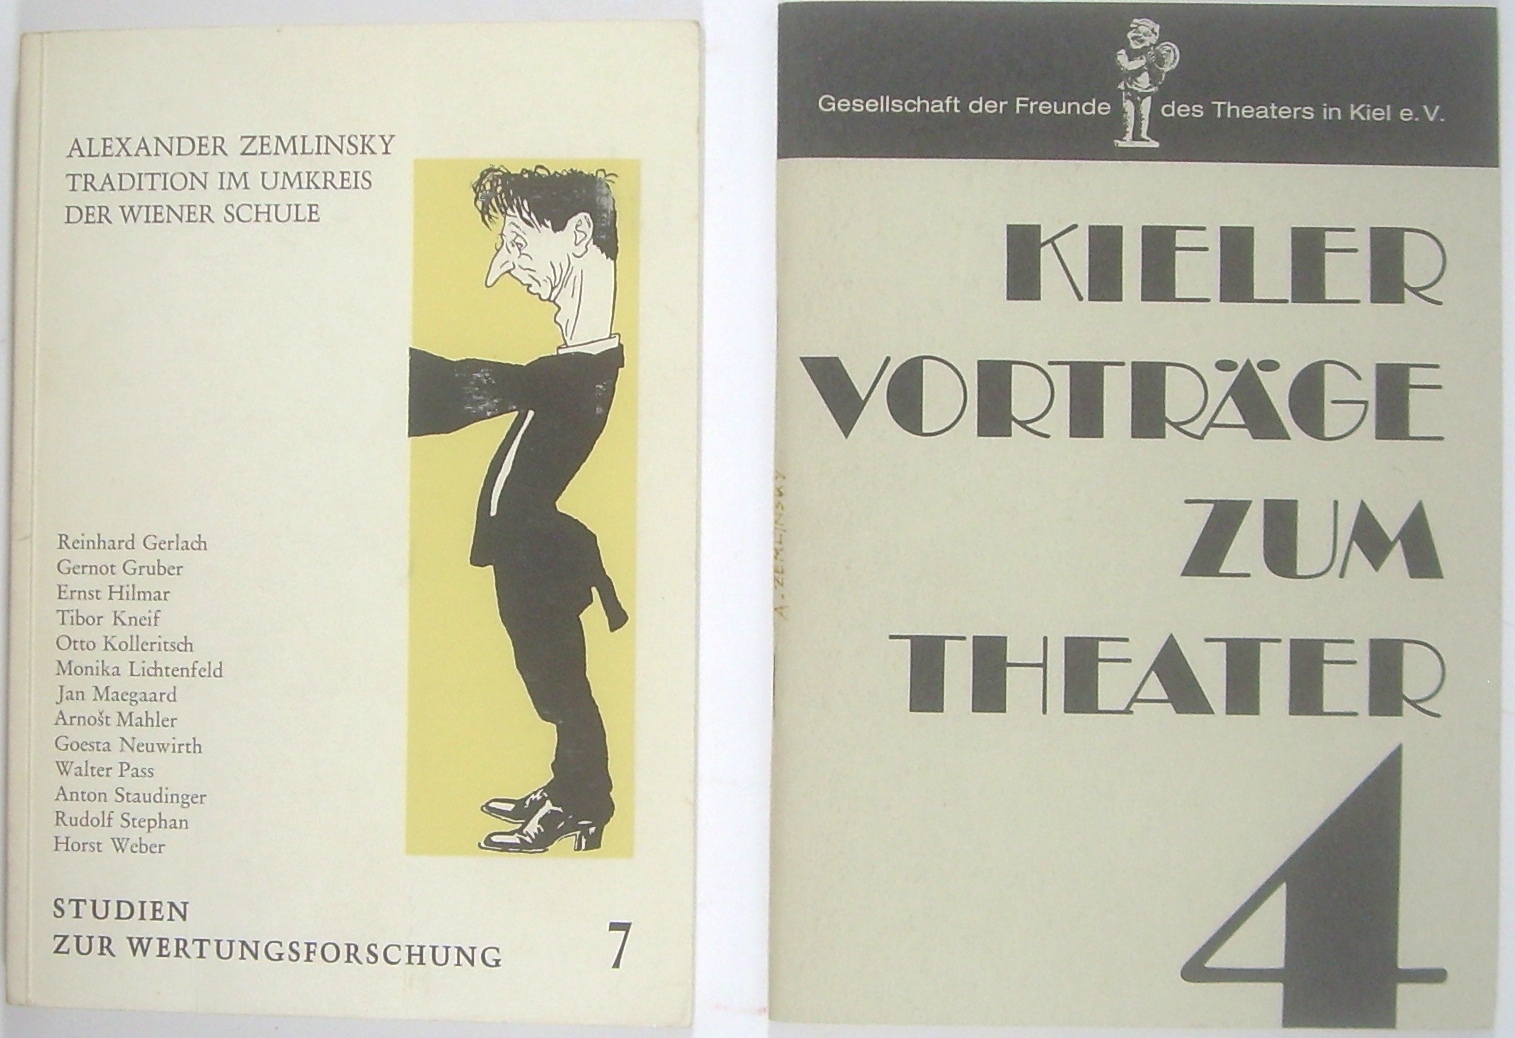 ALEXANDER ZEMLINSKY
TRADITION IM UMKREIS
DER WIENER SCHULE
Reinhard Gerlach
Gernot Gruber
Ernst Hilmar
Tibor Kneif
Otto Kolleritsch
Monika Lichtenfeld
Jan Maegaard
Arnošt Mahler
Goesta Neuwirth
Walter Pass
Anton Staudinger
Rudolf Stephan
Horst Weber
STUDIEN
ZUR WERTUNGSFORSCHUNG 7
Gesellschaft der Freunde des Theaters in Kiel e. V.
KIELER
VORTRÄGE
ZUM
THEATER
4
A. ZEMLINSKY